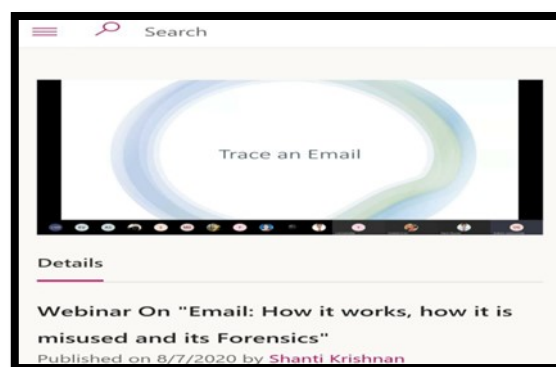 Search
Trace an Email
Details
Webinar On "Email: How it works, how it is
misused and its Forensics"
Published on 8/7/2020 by Shanti Krishnan